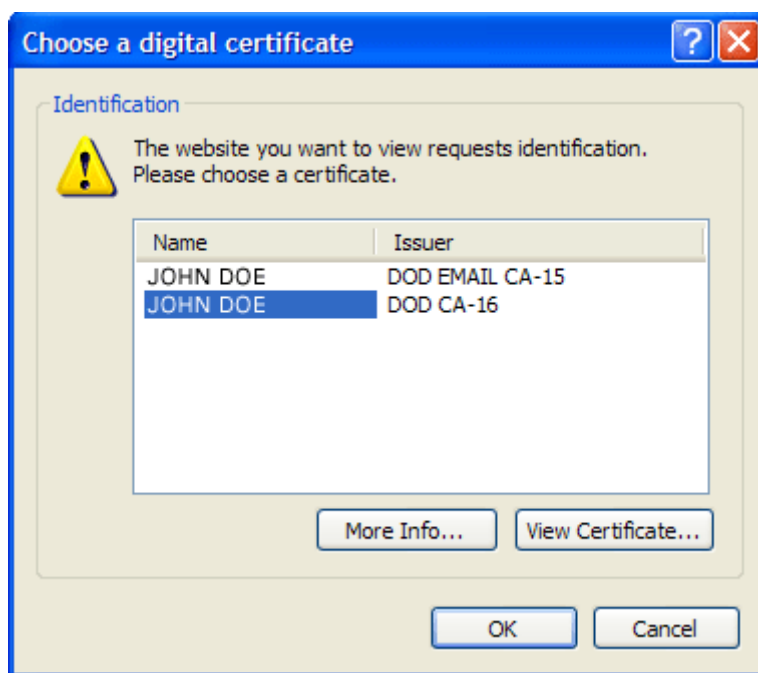 Choose a digital certificate
Identification
The website you want to view requests identification.
Please choose a certificate.
Name Issuer
JOHN DOE DOD EMAIL CA-15
JOHN DOE DOD CA-16
More Info... View Certificate...
OK Cancel